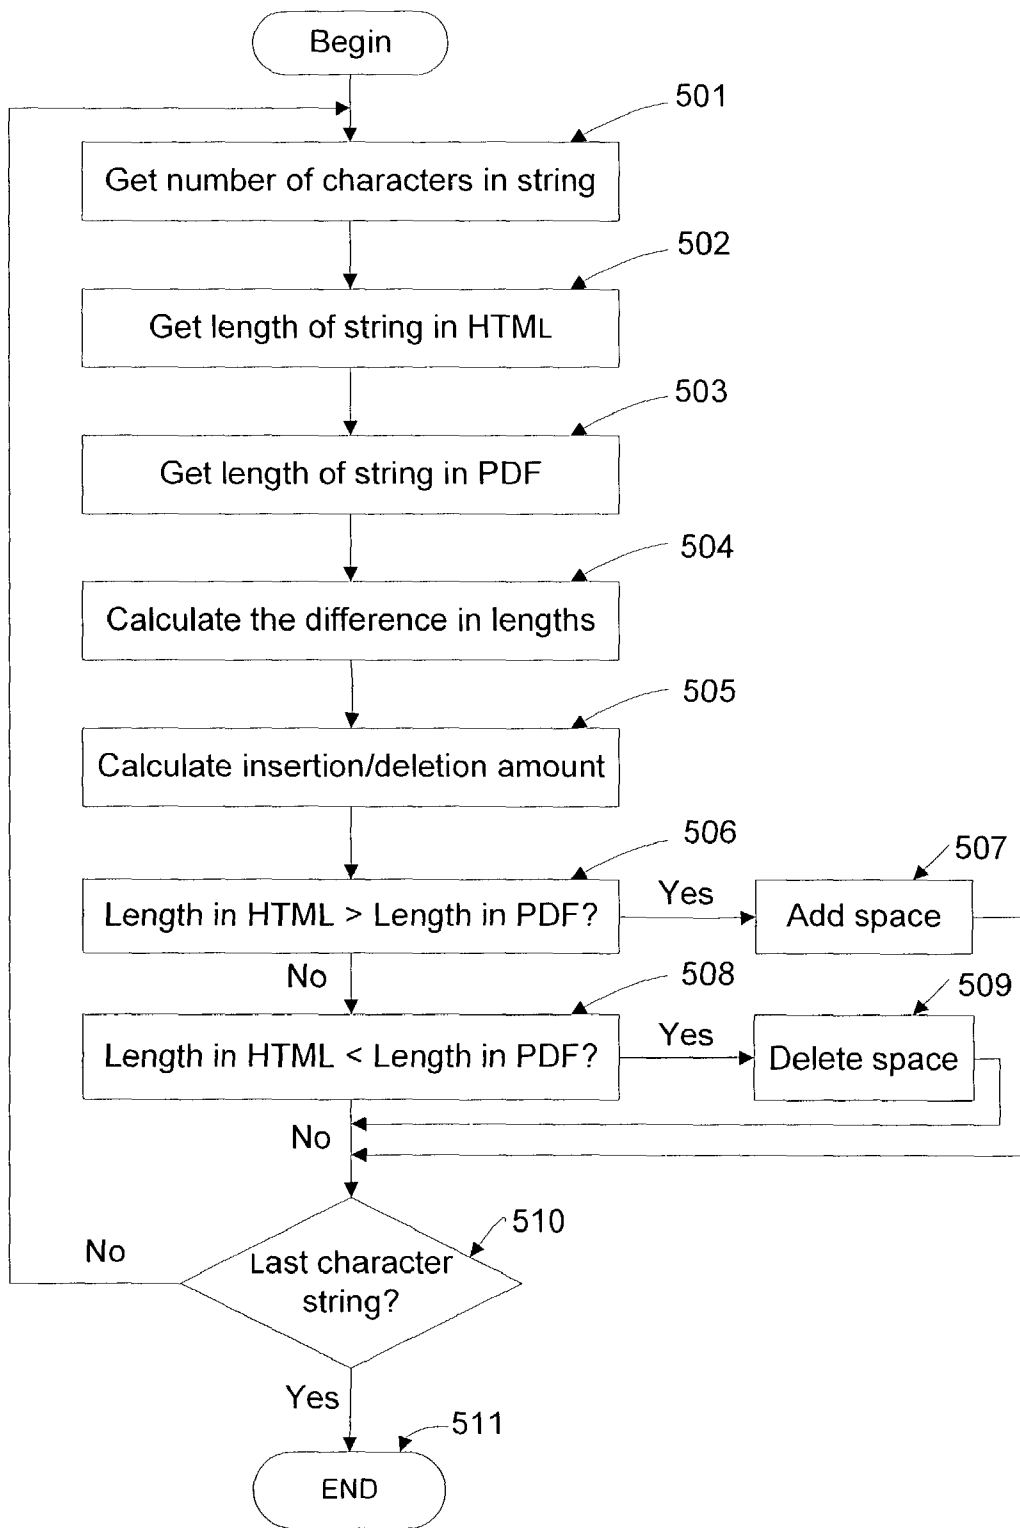 Begin
501
Get number of characters in string
502
Get length of string in HTML
503
Get length of string in PDF
504
Calculate the difference in lengths
505
Calculate insertion/deletion amount
506
Length in HTML > Length in PDF?
Yes
507
Add space
No
508
Length in HTML < Length in PDF?
Yes
509
Delete space
No
510
Last character
string?
No
Yes
511
END